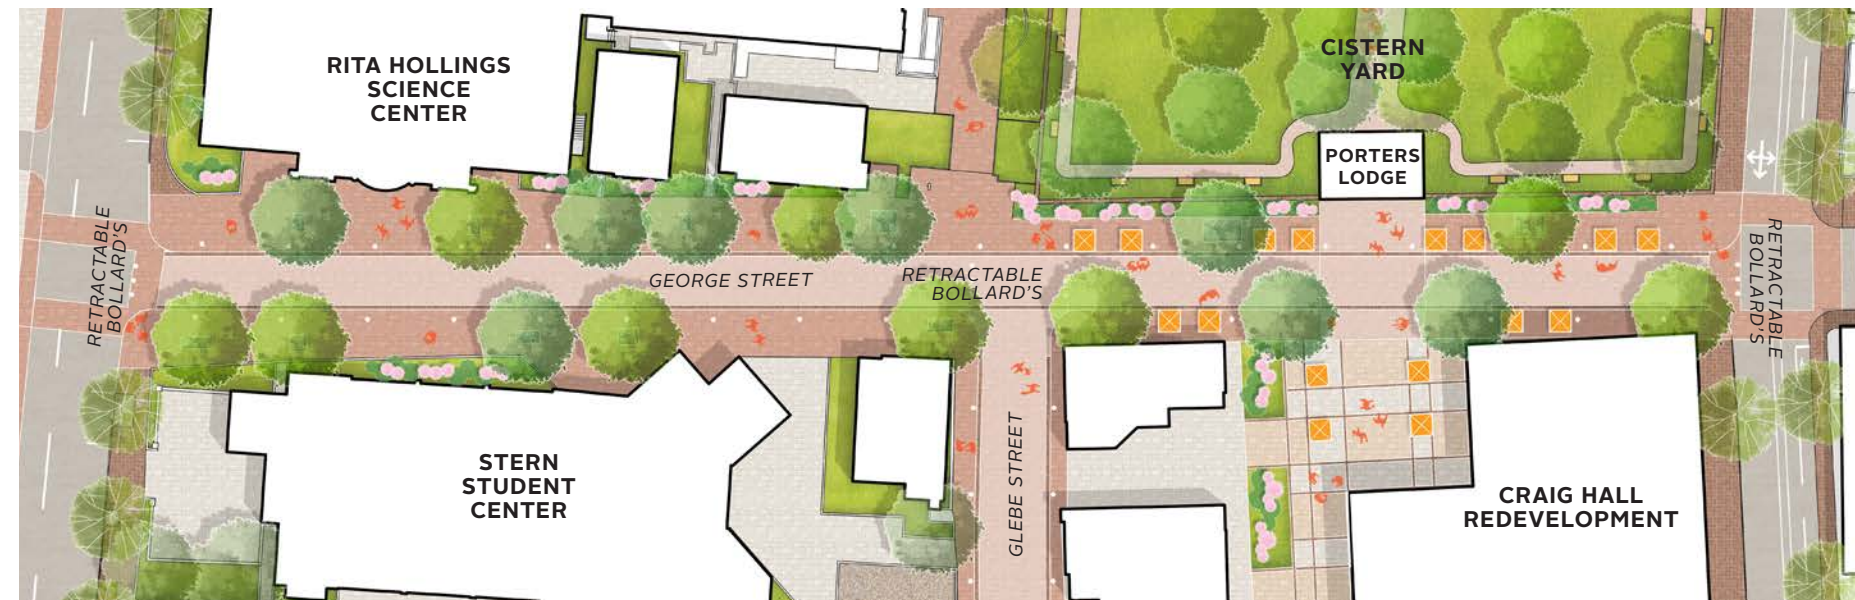 RITA HOLLINGS
SCIENCE
CENTER
CISTERN
YARD
PORTERS
LODGE
RETRACTABLE
BOLLARD'S
GEORGE STREET
RETRACTABLE
BOLLARD'S
RETRACTABLE
BOLLARD'S
STERN
STUDENT
CENTER
GLEBE STREET
CRAIG HALL
REDEVELOPMENT